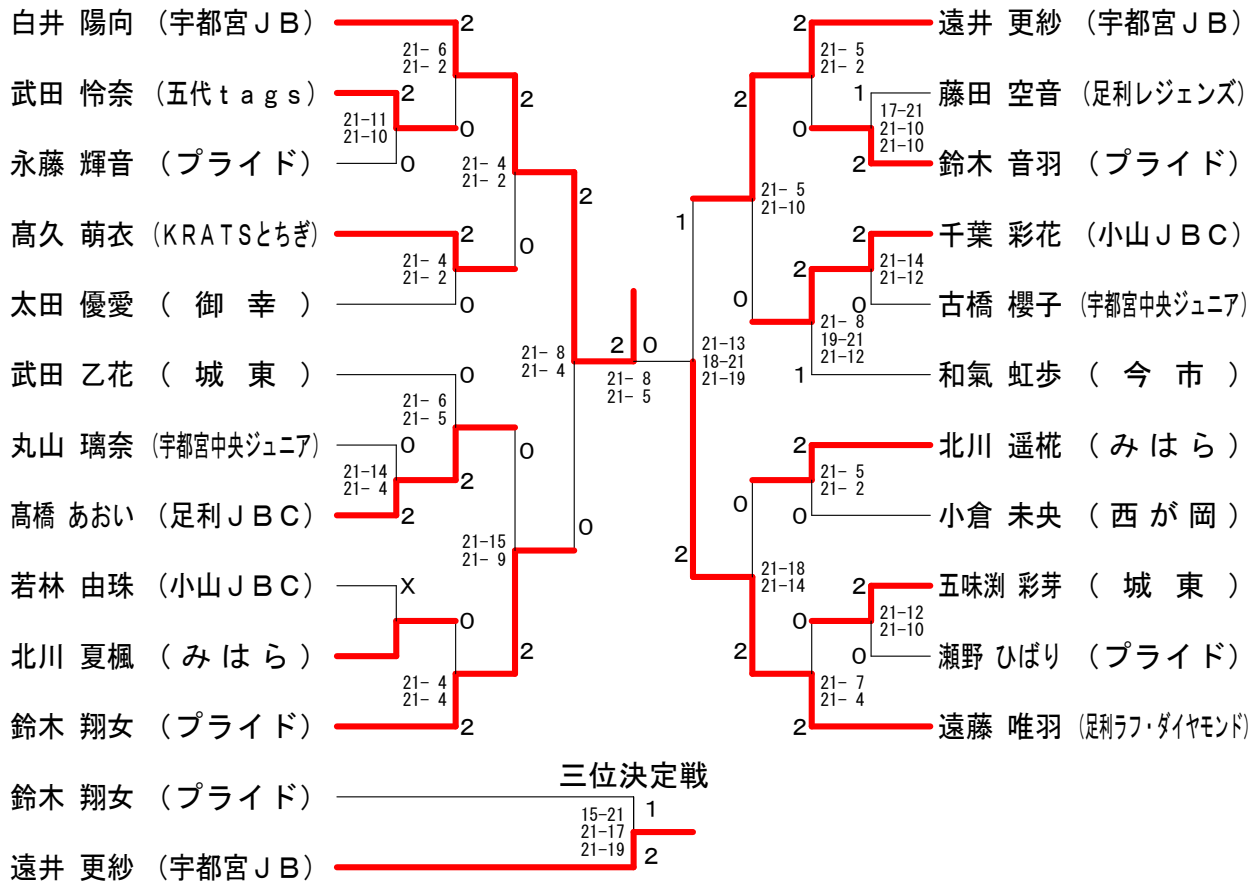 白井 陽向 (宇都宮ＪＢ) 2 2 遠井 更紗 (宇都宮ＪＢ)
21- 6 21- 5
21- 2 21- 2
武田 怜奈 (五代ｔａｇｓ) 2 2 2 1 藤田 空音 (足利レジェンズ)
21-11 0 0 17-21
21-10 21-10
21-10
永藤 輝音 (プライド) 0 21- 4 2 鈴木 音羽 (プライド)
21- 2 21- 5
2 1 21-10
髙久 萌衣 (KRATSとちぎ) 2 0 2 千葉 彩花 (小山ＪＢＣ)
21- 4 2 21-14
21- 2 21-12
太田 優愛 (御幸) 0 0 0 古橋 櫻子 (宇都宮中央ジュニア)
21- 8
19-21
21-12
21- 8 2 0 21-13
21- 4 18-21
21-19
武田 乙花 (城東) 0 21- 8 1 和氣 虹歩 (今市)
21- 5
21- 6
21- 5
丸山 璃奈 (宇都宮中央ジュニア) 0 0 2 北川 遥椛 (みはら)
21-14 2 21- 5
21- 4 21- 2
髙橋 あおい (足利ＪＢＣ) 2 0 0 0 小倉 未央 (西が岡)
21-15 2
21- 9
若林 由珠 (小山ＪＢＣ) X 21-18 2 五味渕 彩芽 (城東)
21-14
0 0 21-12
21-10
北川 夏楓 (みはら) 2 2 0 瀬野 ひばり (プライド)
21- 4 21- 7
21- 4 21- 4
鈴木 翔女 (プライド) 2 2 遠藤 唯羽 (足利ラフ・ダイヤモンド)
三位決定戦
鈴木 翔女 (プライド) 1
15-21
21-17
21-19
遠井 更紗 (宇都宮ＪＢ) 2